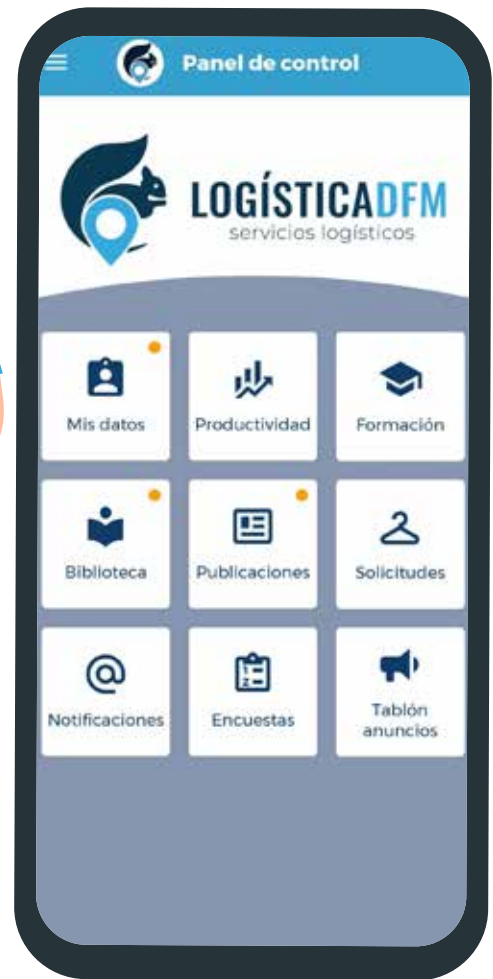 Panel de control
LOGÍSTICADFM
servicios logísticos
Mis datos
Productividad
Formación
Biblioteca
Publicaciones
Solicitudes
Notificaciones
Encuestas
Tablón
anuncios